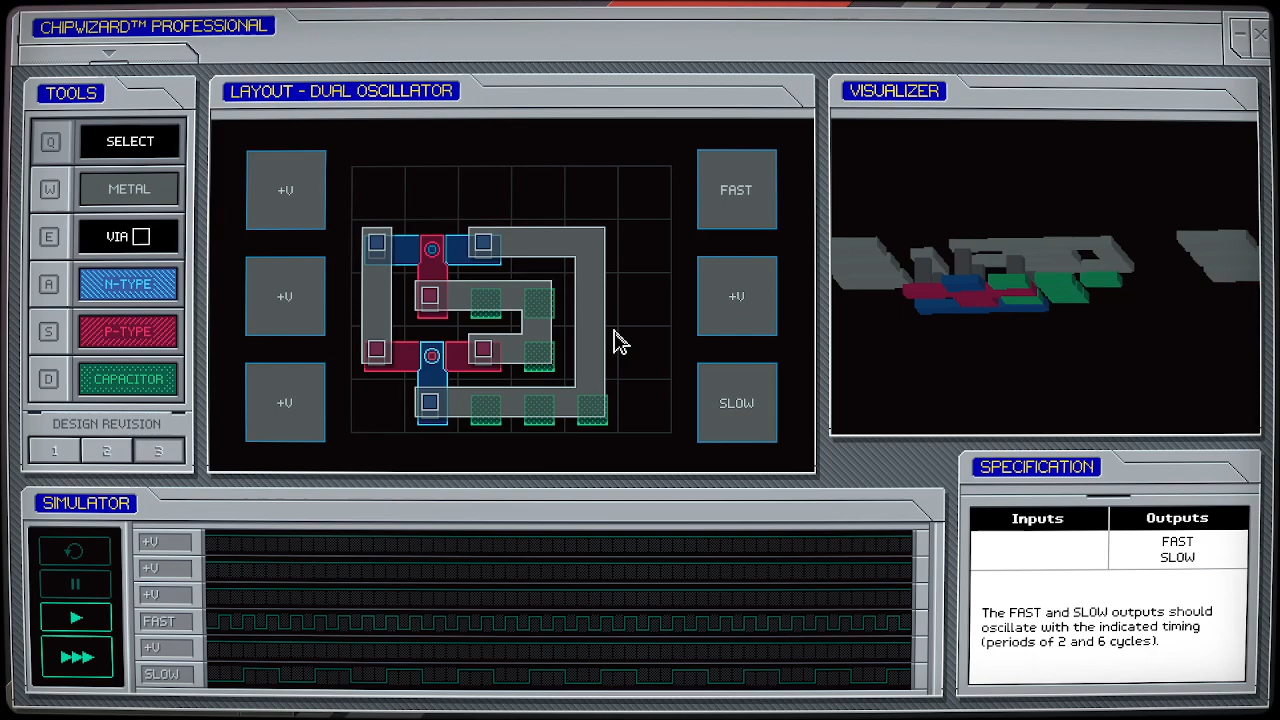 CHIPWIZARD™ PROFESSIONAL
TOOLS
Q
SELECT
W
METAL
E
VIA
A
N-TYPE
S
P-TYPE
D
CAPACITOR
DESIGN REVISION
1
2
3
LAYOUT - DUAL OSCILLATOR
+V
FAST
+V
+V
+V
SLOW
VISUALIZER
SIMULATOR
+V
+V
+V
FAST
+V
SLOW
SPECIFICATION
Inputs
Outputs
FAST
SLOW
The FAST and SLOW outputs should
oscillate with the indicated timing
(periods of 2 and 6 cycles).